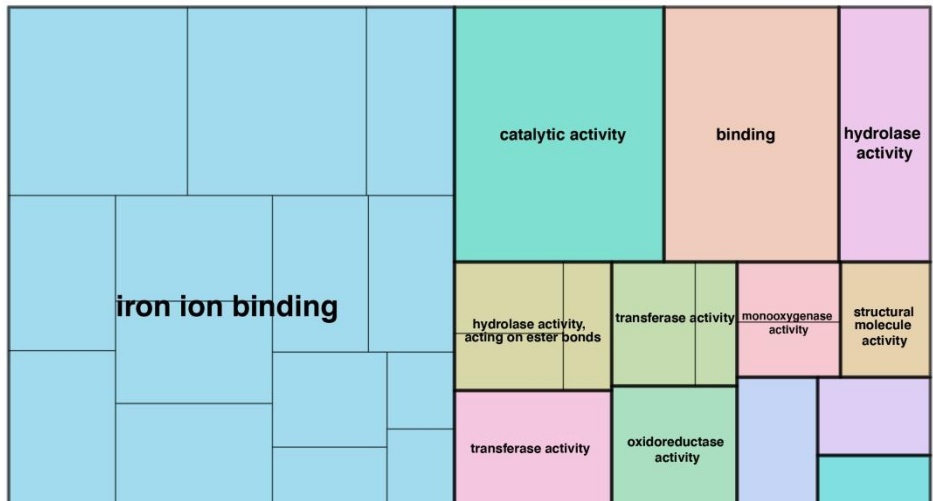 catalytic activity
binding
hydrolase
activity
iron ion binding
hydrolase activity,
acting on ester bonds
transferase activity
monooxygenase
activity
structural
molecule
activity
transferase activity
oxidoreductase
activity